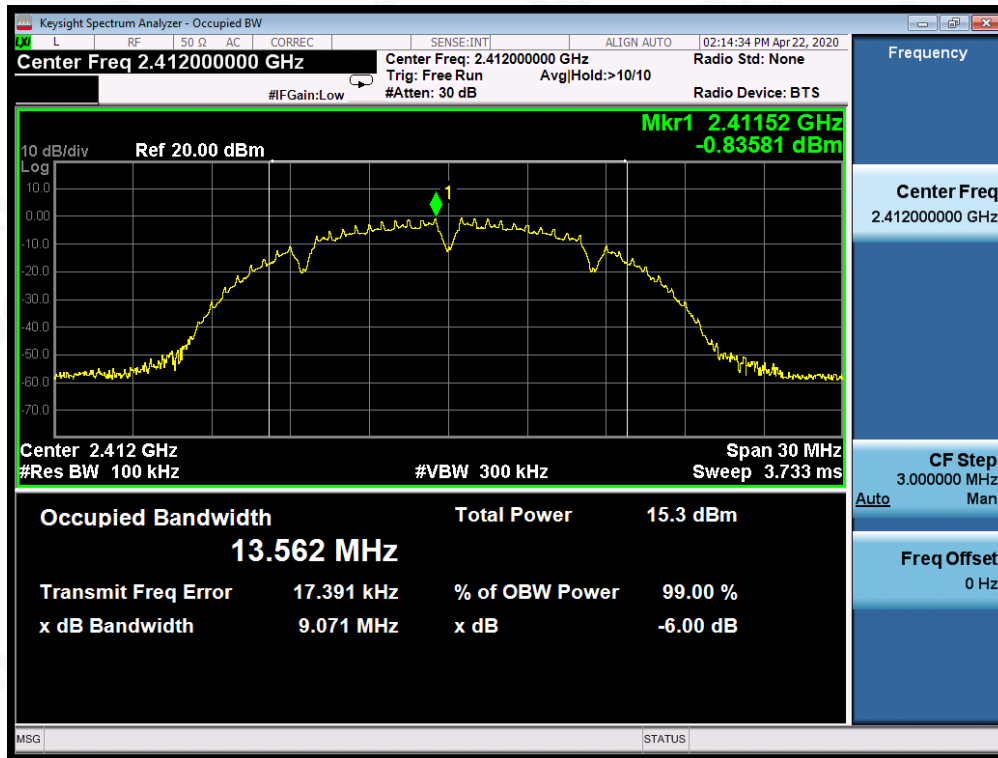 Keysight Spectrum Analyzer - Occupied BW
LXI L RF 50 Ω AC CORREC SENSE:INT ALIGN AUTO 02:14:34 PM Apr 22, 2020
Center Freq 2.412000000 GHz
Center Freq: 2.412000000 GHz Radio Std: None
Trig: Free Run Avg|Hold:>10/10
#IFGain:Low #Atten: 30 dB Radio Device: BTS
Mkr1 2.41152 GHz
10 dB/div Ref 20.00 dBm -0.83581 dBm
Log
10.0
1
0.00
-10.0
-20.0
-30.0
-40.0
-50.0
-60.0
-70.0
Center 2.412 GHz Span 30 MHz
#Res BW 100 kHz #VBW 300 kHz Sweep 3.733 ms
Occupied Bandwidth Total Power 15.3 dBm
13.562 MHz
Transmit Freq Error 17.391 kHz % of OBW Power 99.00 %
x dB Bandwidth 9.071 MHz x dB -6.00 dB
MSG STATUS
Frequency
Center Freq
2.412000000 GHz
CF Step
3.000000 MHz
Auto Man
Freq Offset
0 Hz